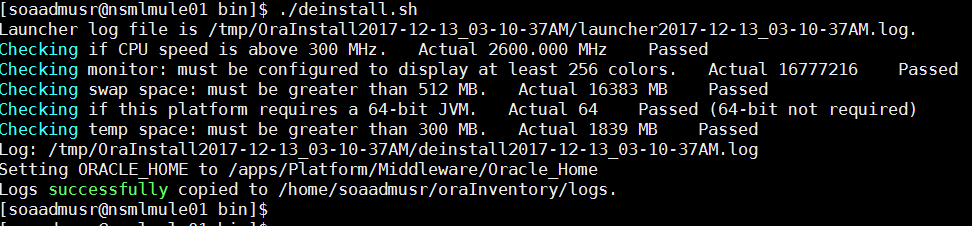 [soaadmusr@nsmlmule01 bin]$ ./deinstall.sh
Launcher log file is /tmp/OraInstall2017-12-13_03-10-37AM/launcher2017-12-13_03-10-37AM.log.
Checking if CPU speed is above 300 MHz.   Actual 2600.000 MHz    Passed
Checking monitor: must be configured to display at least 256 colors.   Actual 16777216    Passed
Checking swap space: must be greater than 512 MB.   Actual 16383 MB    Passed
Checking if this platform requires a 64-bit JVM.   Actual 64    Passed (64-bit not required)
Checking temp space: must be greater than 300 MB.   Actual 1839 MB    Passed
Log: /tmp/OraInstall2017-12-13_03-10-37AM/deinstall2017-12-13_03-10-37AM.log
Setting ORACLE_HOME to /apps/Platform/Middleware/Oracle_Home
Logs successfully copied to /home/soaadmusr/oraInventory/logs.
[soaadmusr@nsmlmule01 bin]$
[soaadmusr@nsmlmule01 bin]$